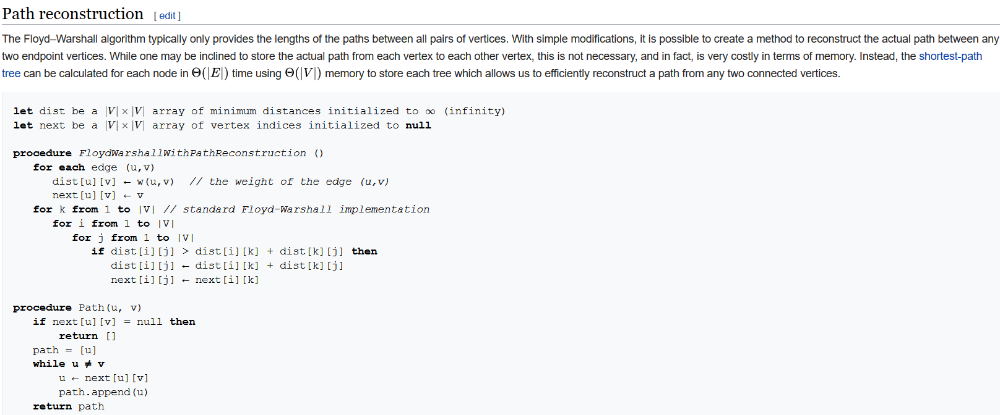 Path reconstruction [ edit ]
The Floyd–Warshall algorithm typically only provides the lengths of the paths between all pairs of vertices. With simple modifications, it is possible to create a method to reconstruct the actual path between any
two endpoint vertices. While one may be inclined to store the actual path from each vertex to each other vertex, this is not necessary, and in fact, is very costly in terms of memory. Instead, the shortest-path
tree can be calculated for each node in Θ(|E|) time using Θ(|V|) memory to store each tree which allows us to efficiently reconstruct a path from any two connected vertices.
let dist be a |V| × |V| array of minimum distances initialized to ∞ (infinity)
let next be a |V| × |V| array of vertex indices initialized to null
procedure FloydWarshallWithPathReconstruction ()
for each edge (u,v)
dist[u][v] ← w(u,v) // the weight of the edge (u,v)
next[u][v] ← v
for k from 1 to |V| // standard Floyd-Warshall implementation
for i from 1 to |V|
for j from 1 to |V|
if dist[i][j] > dist[i][k] + dist[k][j] then
dist[i][j] ← dist[i][k] + dist[k][j]
next[i][j] ← next[i][k]
procedure Path(u, v)
if next[u][v] = null then
return []
path = [u]
while u ≠ v
u ← next[u][v]
path.append(u)
return path